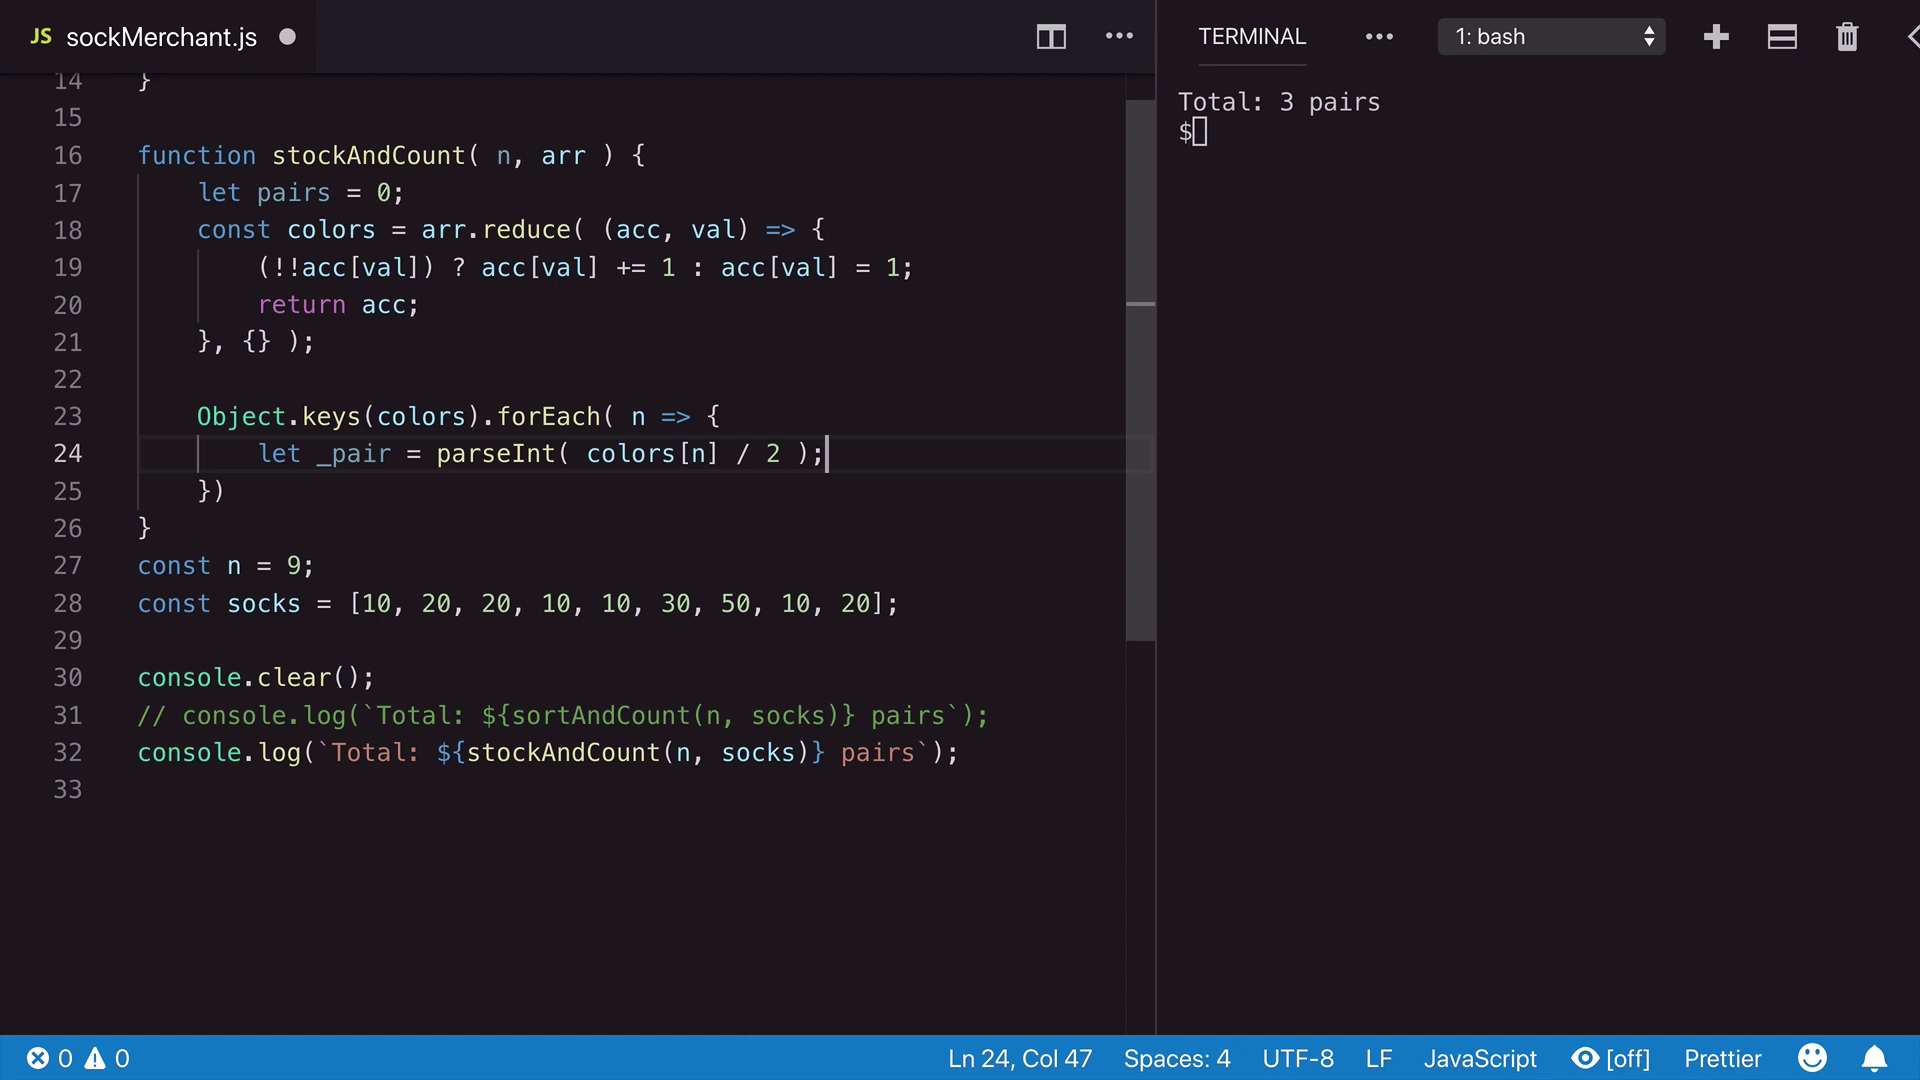 JS sockMerchant.js
14 }
15
16 function stockAndCount( n, arr ) {
17 let pairs = 0;
18 const colors = arr.reduce( (acc, val) => {
19 (!!acc[val]) ? acc[val] += 1 : acc[val] = 1;
20 return acc;
21 }, {} );
22
23 Object.keys(colors).forEach( n => {
24 let _pair = parseInt( colors[n] / 2 );
25 })
26 }
27 const n = 9;
28 const socks = [10, 20, 20, 10, 10, 30, 50, 10, 20];
29
30 console.clear();
31 // console.log(`Total: ${sortAndCount(n, socks)} pairs`);
32 console.log(`Total: ${stockAndCount(n, socks)} pairs`);
33
TERMINAL
1: bash
Total: 3 pairs
$
0 0
Ln 24, Col 47 Spaces: 4 UTF-8 LF JavaScript [off] Prettier